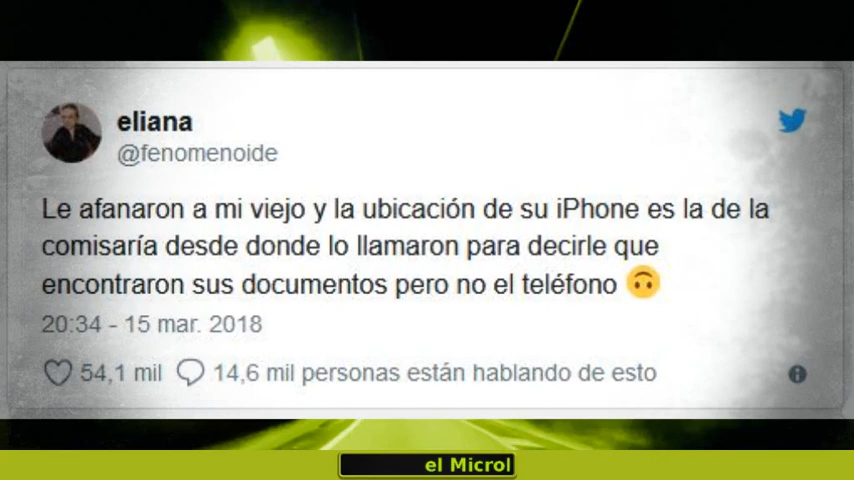 eliana
@fenomenoide
Le afanaron a mi viejo y la ubicación de su iPhone es la de la
comisaría desde donde lo llamaron para decirle que
encontraron sus documentos pero no el teléfono 🙃
20:34 - 15 mar. 2018
54,1 mil 14,6 mil personas están hablando de esto
el Microl